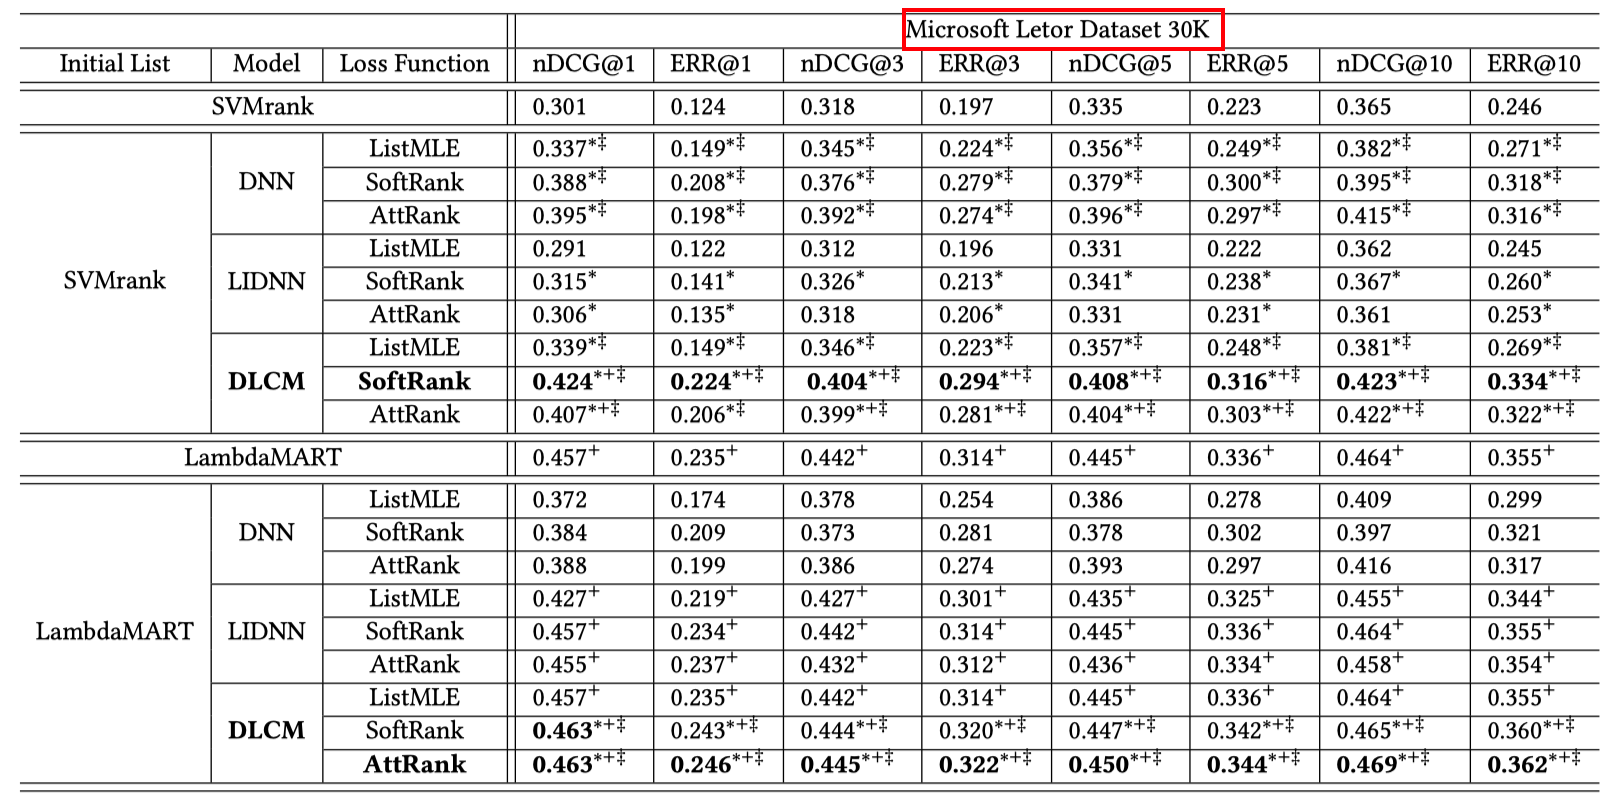 Microsoft Letor Dataset 30K
Initial List Model Loss Function nDCG@1 ERR@1 nDCG@3 ERR@3 nDCG@5 ERR@5 nDCG@10 ERR@10
SVMrank 0.301 0.124 0.318 0.197 0.335 0.223 0.365 0.246
ListMLE 0.337*‡ 0.149*‡ 0.345*‡ 0.224*‡ 0.356*‡ 0.249*‡ 0.382*‡ 0.271*‡
DNN SoftRank 0.388*‡ 0.208*‡ 0.376*‡ 0.279*‡ 0.379*‡ 0.300*‡ 0.395*‡ 0.318*‡
AttRank 0.395*‡ 0.198*‡ 0.392*‡ 0.274*‡ 0.396*‡ 0.297*‡ 0.415*‡ 0.316*‡
ListMLE 0.291 0.122 0.312 0.196 0.331 0.222 0.362 0.245
SVMrank LIDNN SoftRank 0.315* 0.141* 0.326* 0.213* 0.341* 0.238* 0.367* 0.260*
AttRank 0.306* 0.135* 0.318 0.206* 0.331 0.231* 0.361 0.253*
ListMLE 0.339*‡ 0.149*‡ 0.346*‡ 0.223*‡ 0.357*‡ 0.248*‡ 0.381*‡ 0.269*‡
DLCM SoftRank 0.424*+‡ 0.224*+‡ 0.404*+‡ 0.294*+‡ 0.408*+‡ 0.316*+‡ 0.423*+‡ 0.334*+‡
AttRank 0.407*+‡ 0.206*‡ 0.399*+‡ 0.281*+‡ 0.404*+‡ 0.303*+‡ 0.422*+‡ 0.322*+‡
LambdaMART 0.457+ 0.235+ 0.442+ 0.314+ 0.445+ 0.336+ 0.464+ 0.355+
ListMLE 0.372 0.174 0.378 0.254 0.386 0.278 0.409 0.299
DNN SoftRank 0.384 0.209 0.373 0.281 0.378 0.302 0.397 0.321
AttRank 0.388 0.199 0.386 0.274 0.393 0.297 0.416 0.317
ListMLE 0.427+ 0.219+ 0.427+ 0.301+ 0.435+ 0.325+ 0.455+ 0.344+
LambdaMART LIDNN SoftRank 0.457+ 0.234+ 0.442+ 0.314+ 0.445+ 0.336+ 0.464+ 0.355+
AttRank 0.455+ 0.237+ 0.432+ 0.312+ 0.436+ 0.334+ 0.458+ 0.354+
ListMLE 0.457+ 0.235+ 0.442+ 0.314+ 0.445+ 0.336+ 0.464+ 0.355+
DLCM SoftRank 0.463*+‡ 0.243*+‡ 0.444*+‡ 0.320*+‡ 0.447*+‡ 0.342*+‡ 0.465*+‡ 0.360*+‡
AttRank 0.463*+‡ 0.246*+‡ 0.445*+‡ 0.322*+‡ 0.450*+‡ 0.344*+‡ 0.469*+‡ 0.362*+‡